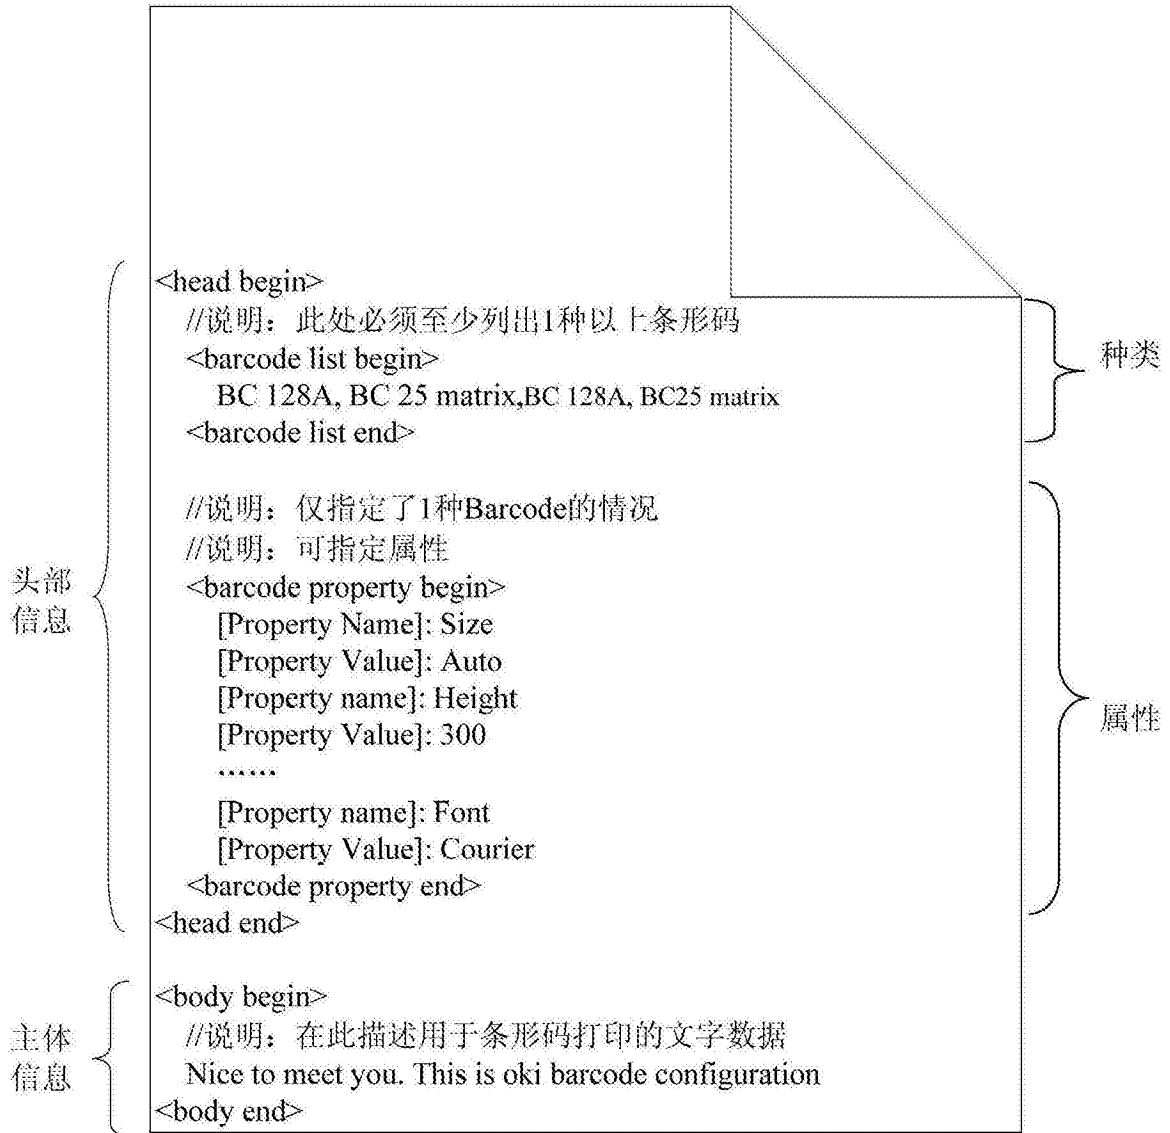 <head begin>
//说明：此处必须至少列出1种以上条形码
<barcode list begin>
BC 128A, BC 25 matrix,BC 128A, BC25 matrix
<barcode list end>
种类
//说明：仅指定了1种Barcode的情况
//说明：可指定属性
<barcode property begin>
[Property Name]: Size
[Property Value]: Auto
[Property name]: Height
[Property Value]: 300
……
[Property name]: Font
[Property Value]: Courier
<barcode property end>
<head end>
头部
信息
属性
<body begin>
//说明：在此描述用于条形码打印的文字数据
Nice to meet you. This is oki barcode configuration
<body end>
主体
信息